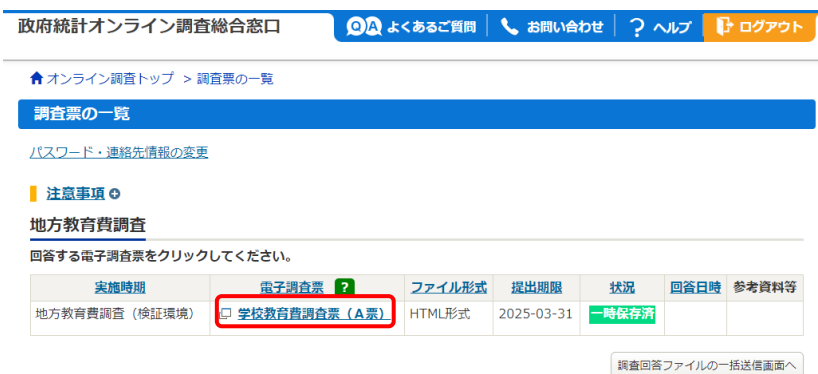 政府統計オンライン調査総合窓口 QA よくあるご質問 お問い合わせ ? ヘルプ ログアウト
オンライン調査トップ > 調査票の一覧
調査票の一覧
パスワード・連絡先情報の変更
注意事項
地方教育費調査
回答する電子調査票をクリックしてください。
実施時期 電子調査票 ? ファイル形式 提出期限 状況 回答日時 参考資料等
地方教育費調査（検証環境） 学校教育費調査票（A票） HTML形式 2025-03-31 一時保存済
調査回答ファイルの一括送信画面へ